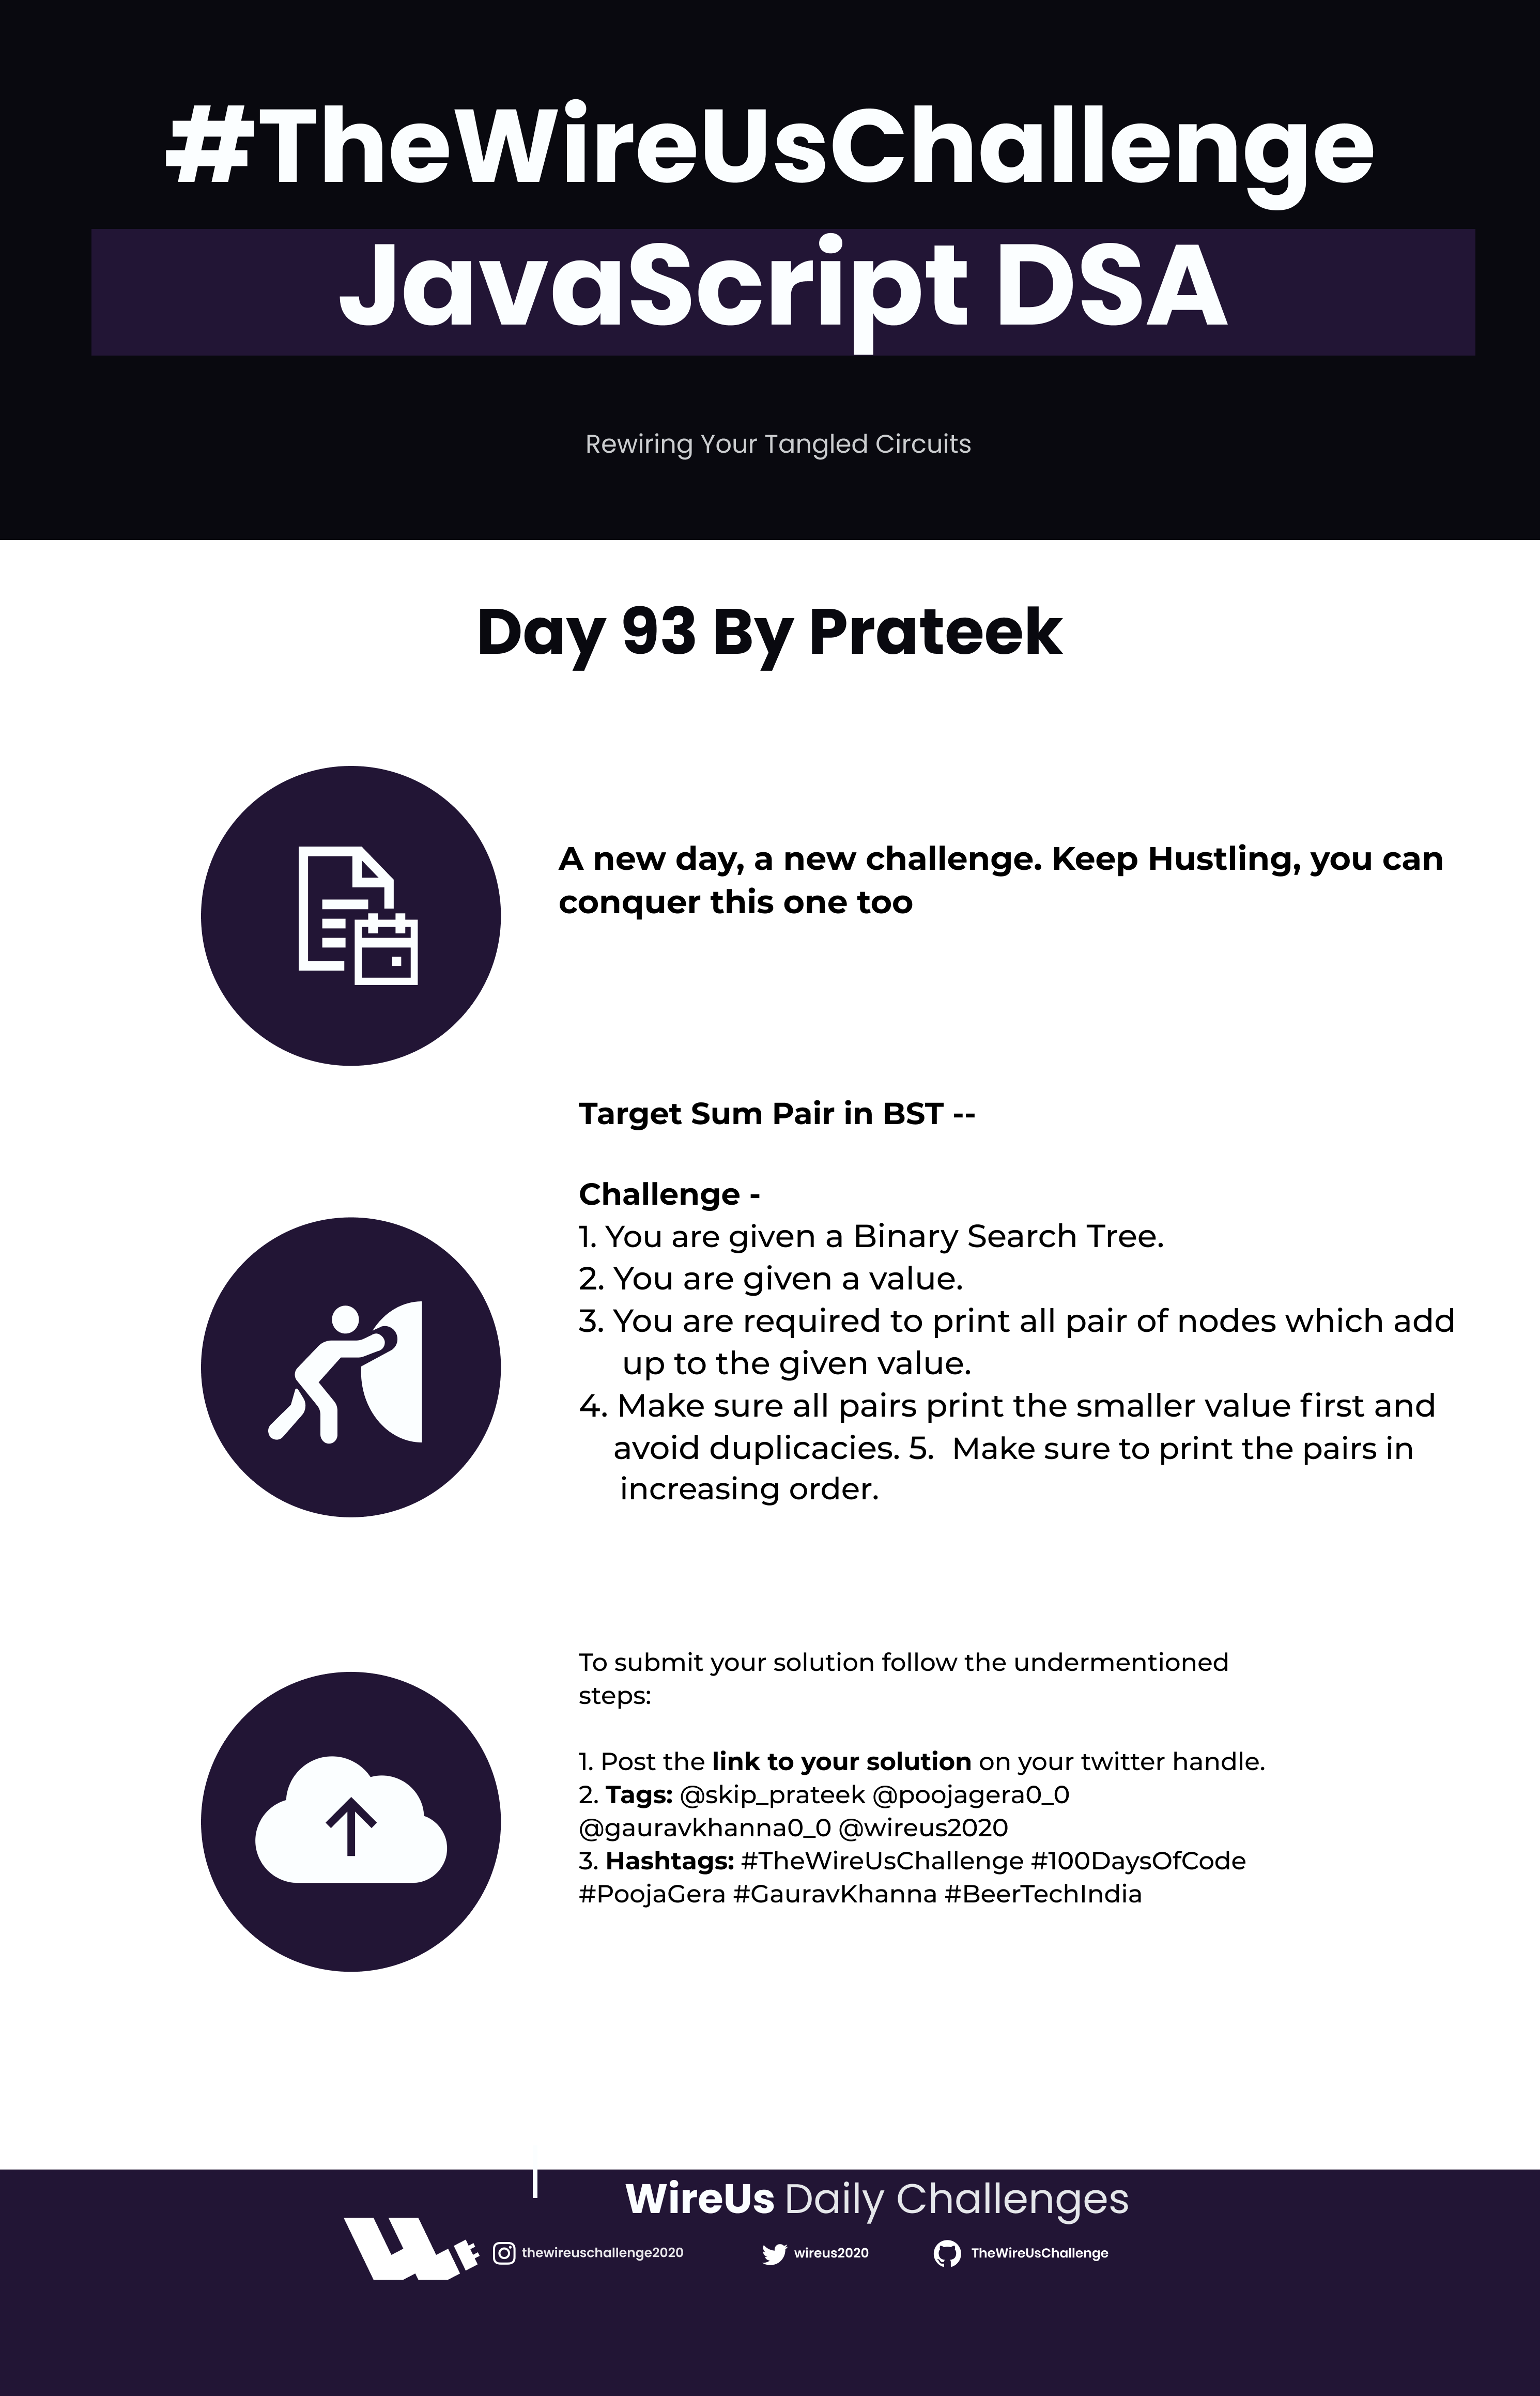 #TheWireUsChallenge
JavaScript DSA
Rewiring Your Tangled Circuits
Day 93 By Prateek
A new day, a new challenge. Keep Hustling, you can
conquer this one too
Target Sum Pair in BST --
Challenge -
1. You are given a Binary Search Tree.
2. You are given a value.
3. You are required to print all pair of nodes which add
up to the given value.
4. Make sure all pairs print the smaller value first and
avoid duplicacies. 5.  Make sure to print the pairs in
increasing order.
To submit your solution follow the undermentioned
steps:
1. Post the link to your solution on your twitter handle.
2. Tags: @skip_prateek @poojagera0_0
@gauravkhanna0_0 @wireus2020
3. Hashtags: #TheWireUsChallenge #100DaysOfCode
#PoojaGera #GauravKhanna #BeerTechIndia
WireUs Daily Challenges
thewireuschallenge2020 wireus2020 TheWireUsChallenge